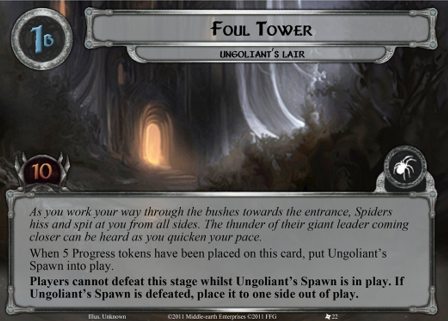 1B
FOUL TOWER
UNGOLIANT'S LAIR
10
As you work your way through the bushes towards the entrance, Spiders
hiss and spit at you from all sides. The thunder of their giant leader coming
closer can be heard as you quicken your pace.
When 5 Progress tokens have been placed on this card, put Ungoliant's
Spawn into play.
Players cannot defeat this stage whilst Ungoliant's Spawn is in play. If
Ungoliant's Spawn is defeated, place it to one side out of play.
Illus. Unknown ©2011 Middle-earth Enterprises ©2011 FFG 22